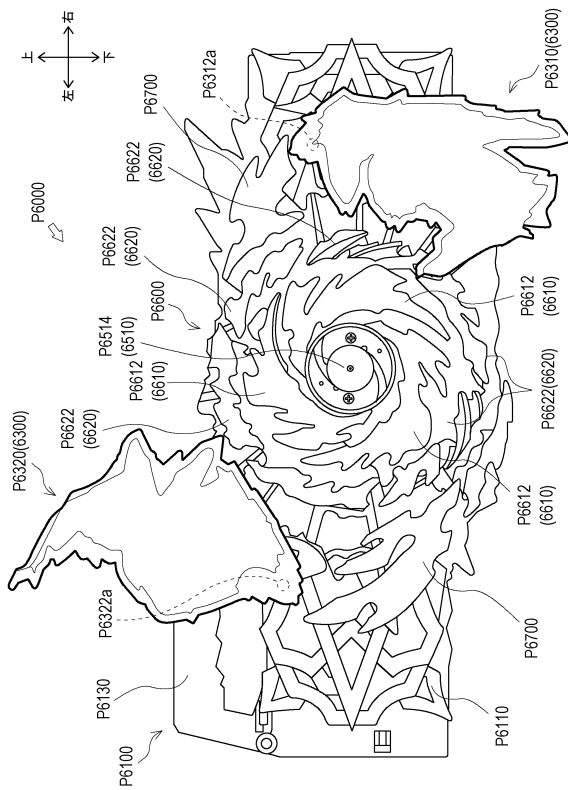 P6000
上
左
右
下
P6320(6300)
P6622
(6620)
P6612
(6610)
P6514
(6510)
P6600
P6622
(6620)
P6622
(6620)
P6700
P6312a
P6100
P6130
P6322a
P6110
P6700
P6612
(6610)
P6622(6620)
P6612
(6610)
P6310(6300)